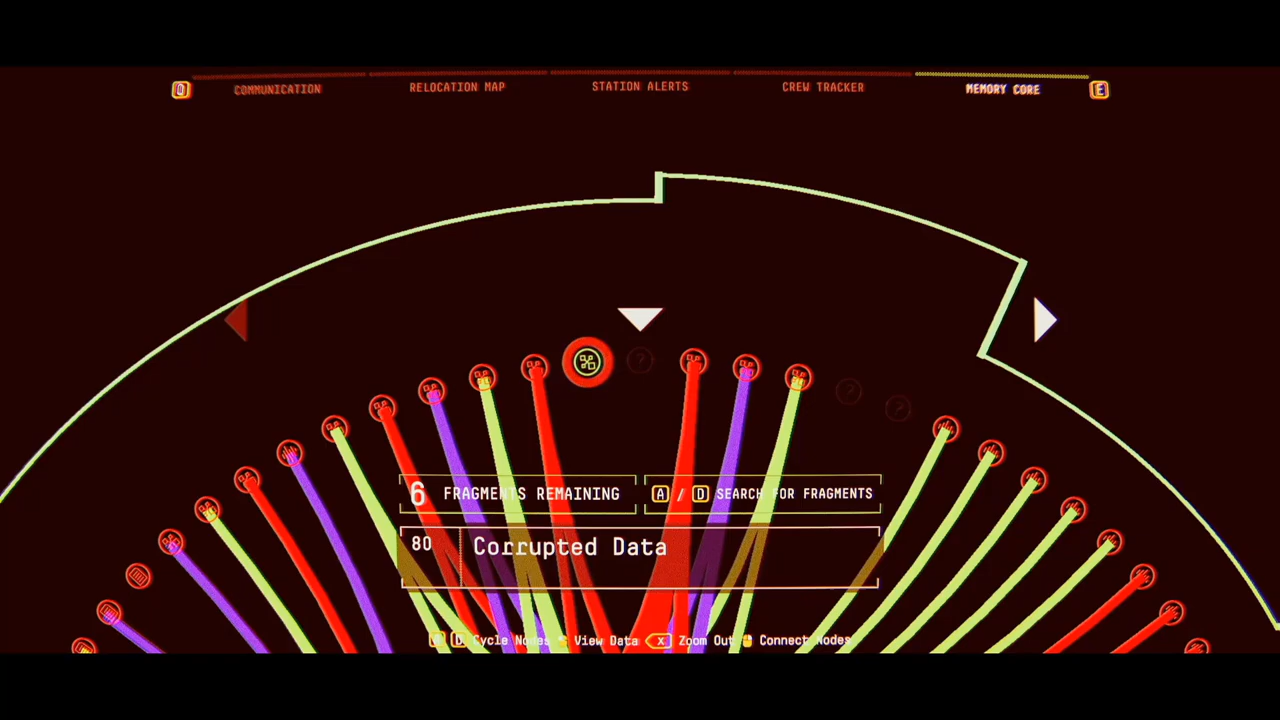 Q COMMUNICATION RELOCATION MAP STATION ALERTS CREW TRACKER MEMORY CORE E
? ? ?
6 FRAGMENTS REMAINING A / D SEARCH FOR FRAGMENTS
80 Corrupted Data
D Cycle Nodes View Data X Zoom Out Connect Nodes